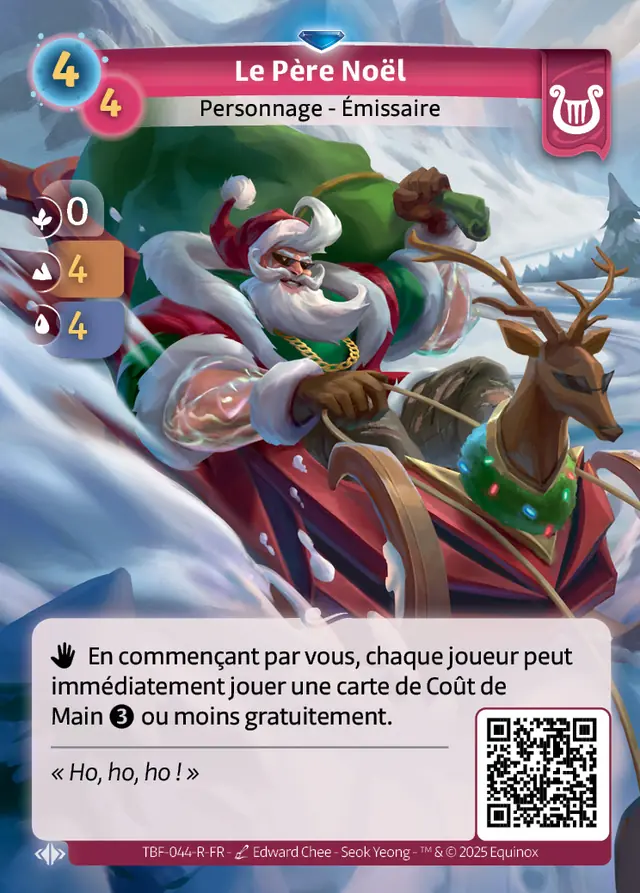 4
4
Le Père Noël
Personnage - Émissaire
0
4
4
En commençant par vous, chaque joueur peut
immédiatement jouer une carte de Coût de
Main 3 ou moins gratuitement.
« Ho, ho, ho ! »
TBF-044-R-FR - Edward Chee - Seok Yeong - ™ & © 2025 Equinox